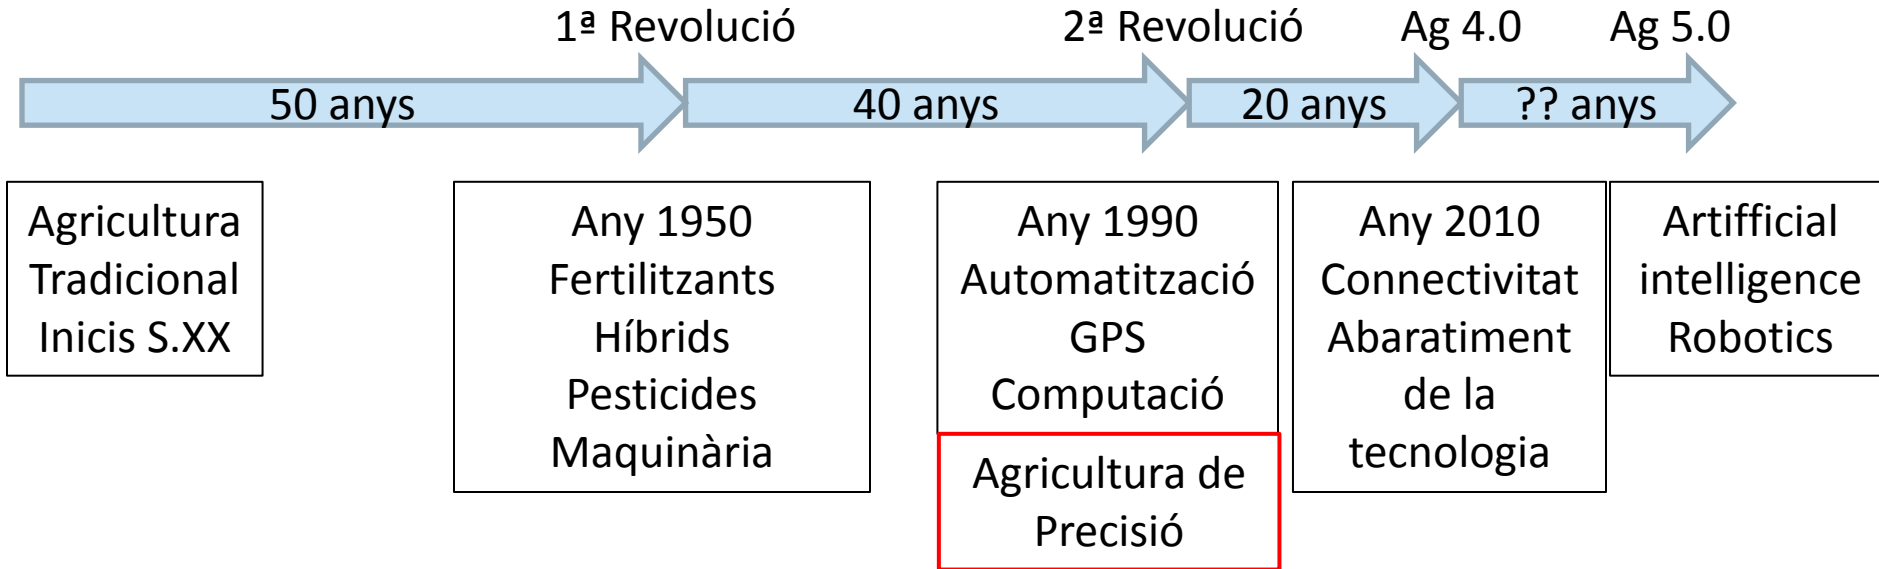 1ª Revolució
2ª Revolució
Ag 4.0
Ag 5.0
50 anys
40 anys
20 anys
?? anys
Agricultura
Tradicional
Inicis S.XX
Any 1950
Fertilitzants
Híbrids
Pesticides
Maquinària
Any 1990
Automatització
GPS
Computació
Agricultura de
Precisió
Any 2010
Connectivitat
Abaratiment
de la
tecnologia
Artifficial
intelligence
Robotics